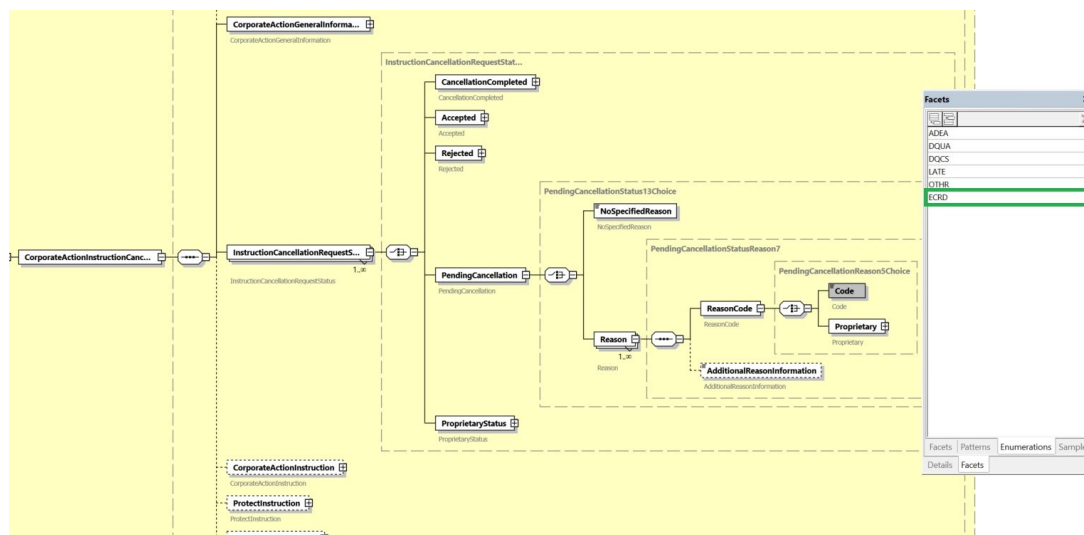 CorporateActionGeneralInforma...
CorporateActionGeneralInformation
InstructionCancellationRequestStat...
CancellationCompleted
CancellationCompleted
Accepted
Accepted
Rejected
Rejected
PendingCancellationStatus13Choice
NoSpecifiedReason
NoSpecifiedReason
PendingCancellationStatusReason7
PendingCancellationReason5Choice
CorporateActionInstructionCanc...
InstructionCancellationRequestS...
1..∞
InstructionCancellationRequestStatus
PendingCancellation
PendingCancellation
Code
Code
ReasonCode
ReasonCode
Proprietary
Proprietary
Reason
1..∞
Reason
AdditionalReasonInformation
AdditionalReasonInformation
ProprietaryStatus
ProprietaryStatus
CorporateActionInstruction
CorporateActionInstruction
ProtectInstruction
ProtectInstruction
Facets
ADEA
DQUA
DQCS
LATE
OTHR
ECRD
Facets Patterns Enumerations Sample
Details Facets